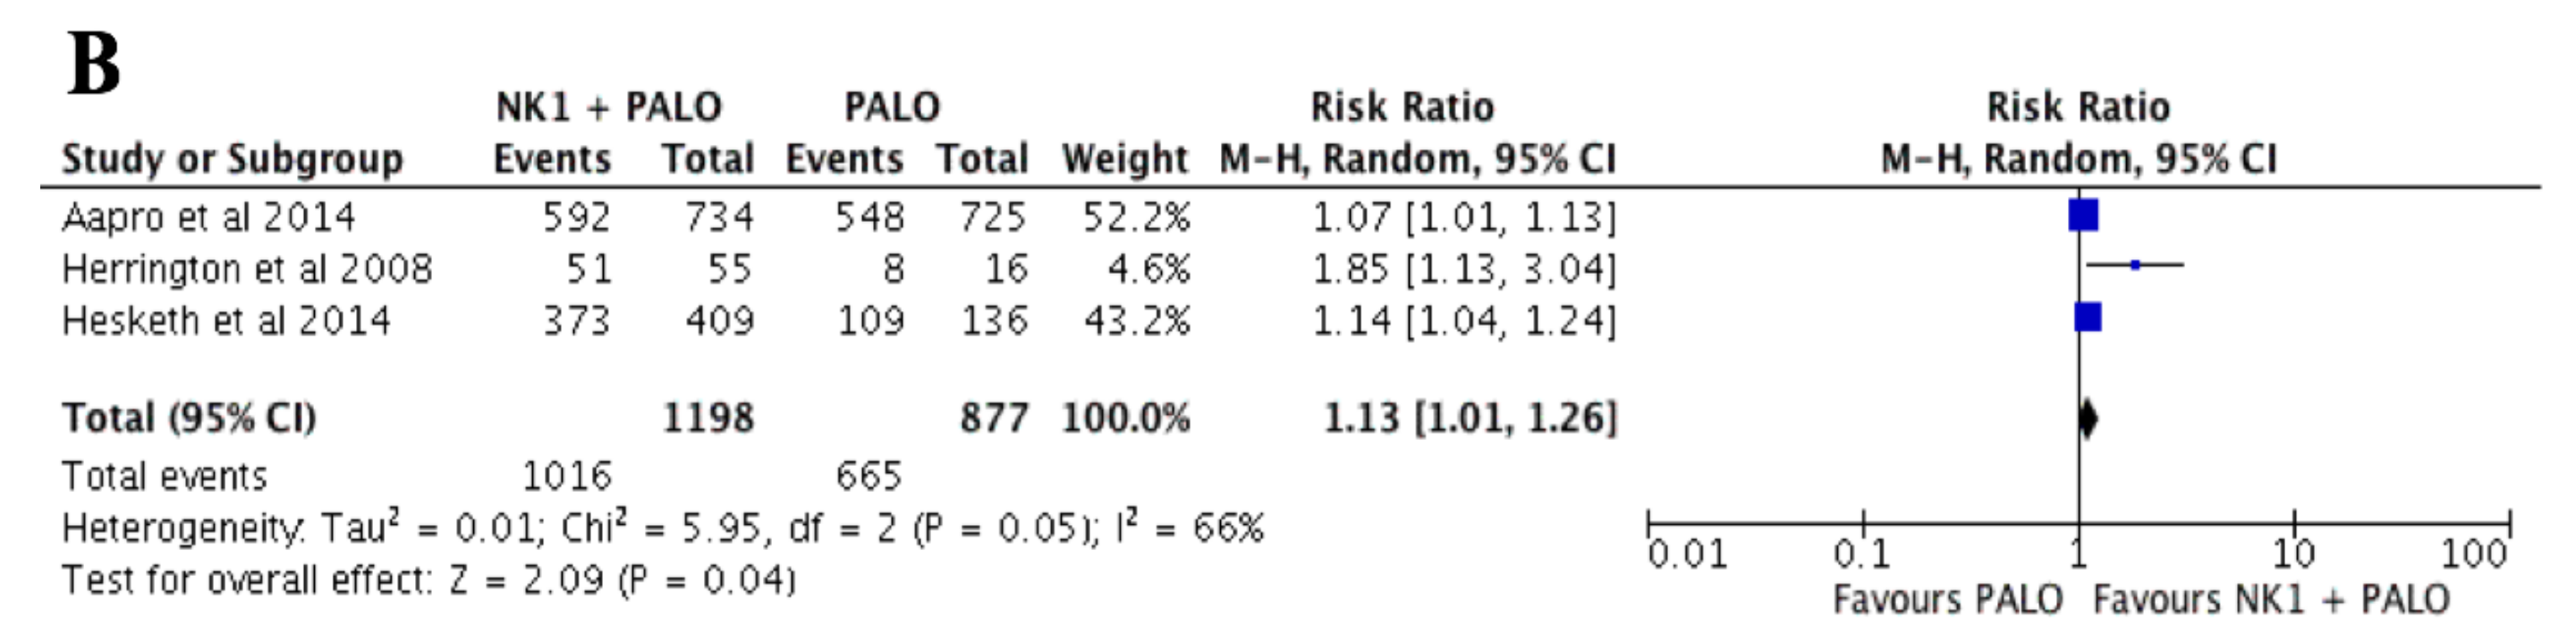 B
NK1 + PALO PALO Risk Ratio Risk Ratio
Study or Subgroup Events Total Events Total Weight M-H, Random, 95% CI M-H, Random, 95% CI
Aapro et al 2014 592 734 548 725 52.2% 1.07 [1.01, 1.13]
Herrington et al 2008 51 55 8 16 4.6% 1.85 [1.13, 3.04]
Hesketh et al 2014 373 409 109 136 43.2% 1.14 [1.04, 1.24]
Total (95% CI) 1198 877 100.0% 1.13 [1.01, 1.26]
Total events 1016 665
Heterogeneity: Tau² = 0.01; Chi² = 5.95, df = 2 (P = 0.05); I² = 66%
Test for overall effect: Z = 2.09 (P = 0.04)
0.01 0.1 1 10 100
Favours PALO Favours NK1 + PALO